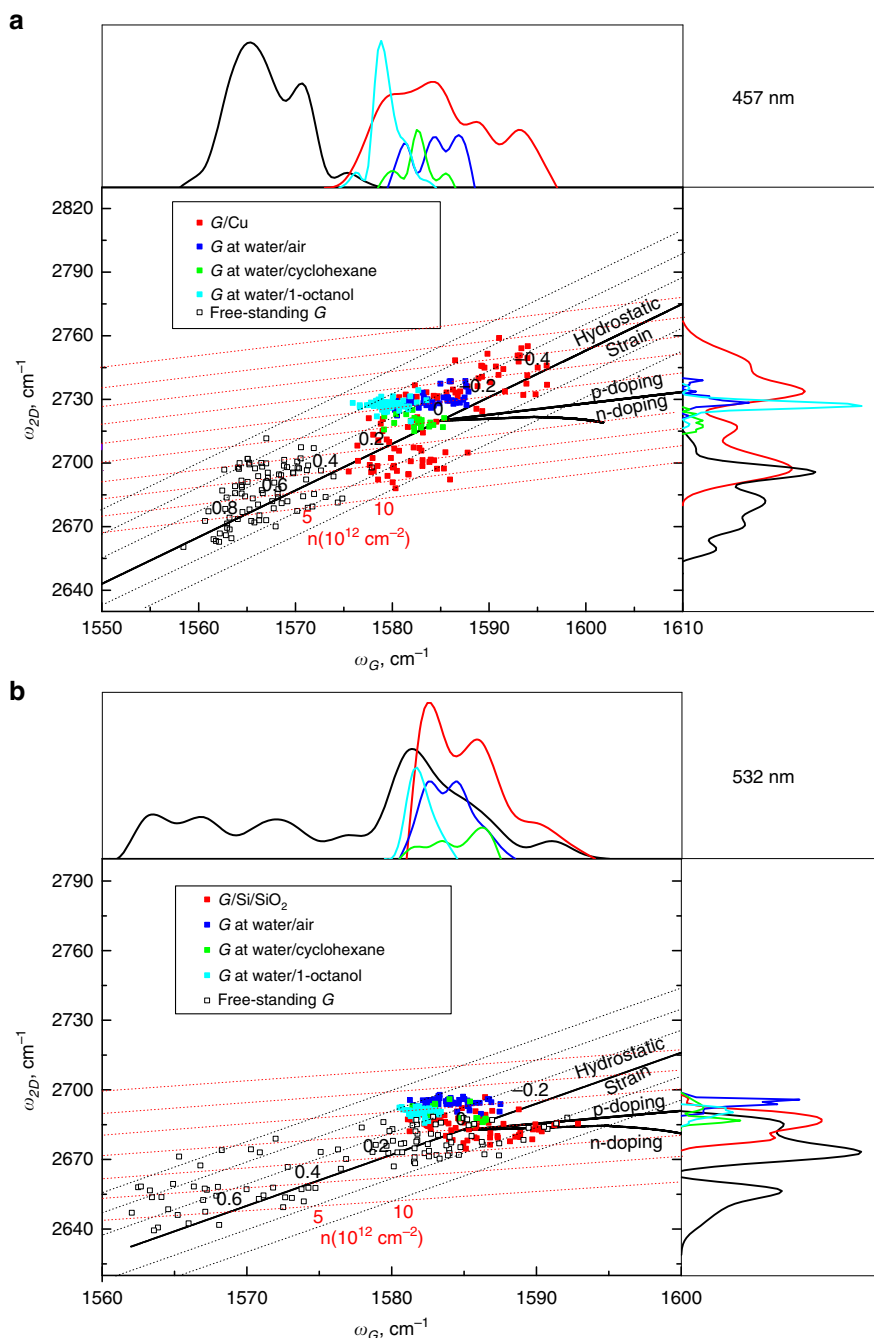 a
457 nm
2820
2790
2760
2730
2700
2670
2640
ω2D, cm−1
G/Cu
G at water/air
G at water/cyclohexane
G at water/1-octanol
Free-standing G
Hydrostatic
Strain
p-doping
n-doping
−0.4
−0.2
0
0.2
0.4
0.6
0.8
5
10
n(10^12 cm−2)
1550
1560
1570
1580
1590
1600
1610
ωG, cm−1
b
532 nm
2790
2760
2730
2700
2670
2640
ω2D, cm−1
G/Si/SiO2
G at water/air
G at water/cyclohexane
G at water/1-octanol
Free-standing G
Hydrostatic
Strain
p-doping
n-doping
−0.2
0
0.2
0.4
0.6
5
10
n(10^12 cm−2)
1560
1570
1580
1590
1600
ωG, cm−1